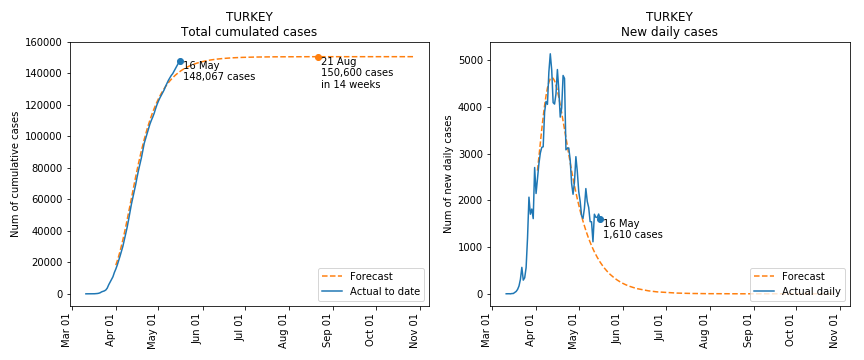 TURKEY
Total cumulated cases
Num of cumulative cases
160000
140000
120000
100000
80000
60000
40000
20000
0
16 May
148,067 cases
21 Aug
150,600 cases
in 14 weeks
Forecast
Actual to date
Mar 01
Apr 01
May 01
Jun 01
Jul 01
Aug 01
Sep 01
Oct 01
Nov 01
TURKEY
New daily cases
Num of new daily cases
5000
4000
3000
2000
1000
0
16 May
1,610 cases
Forecast
Actual daily
Mar 01
Apr 01
May 01
Jun 01
Jul 01
Aug 01
Sep 01
Oct 01
Nov 01